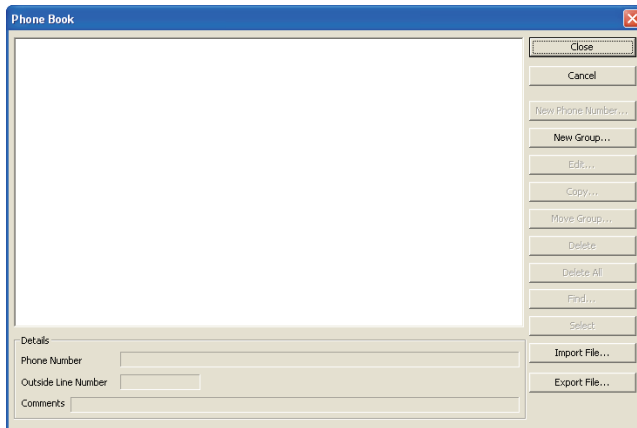 Phone Book
Close
Cancel
New Phone Number...
New Group...
Edit...
Copy...
Move Group...
Delete
Delete All
Find...
Select
Import File...
Export File...
Details
Phone Number
Outside Line Number
Comments